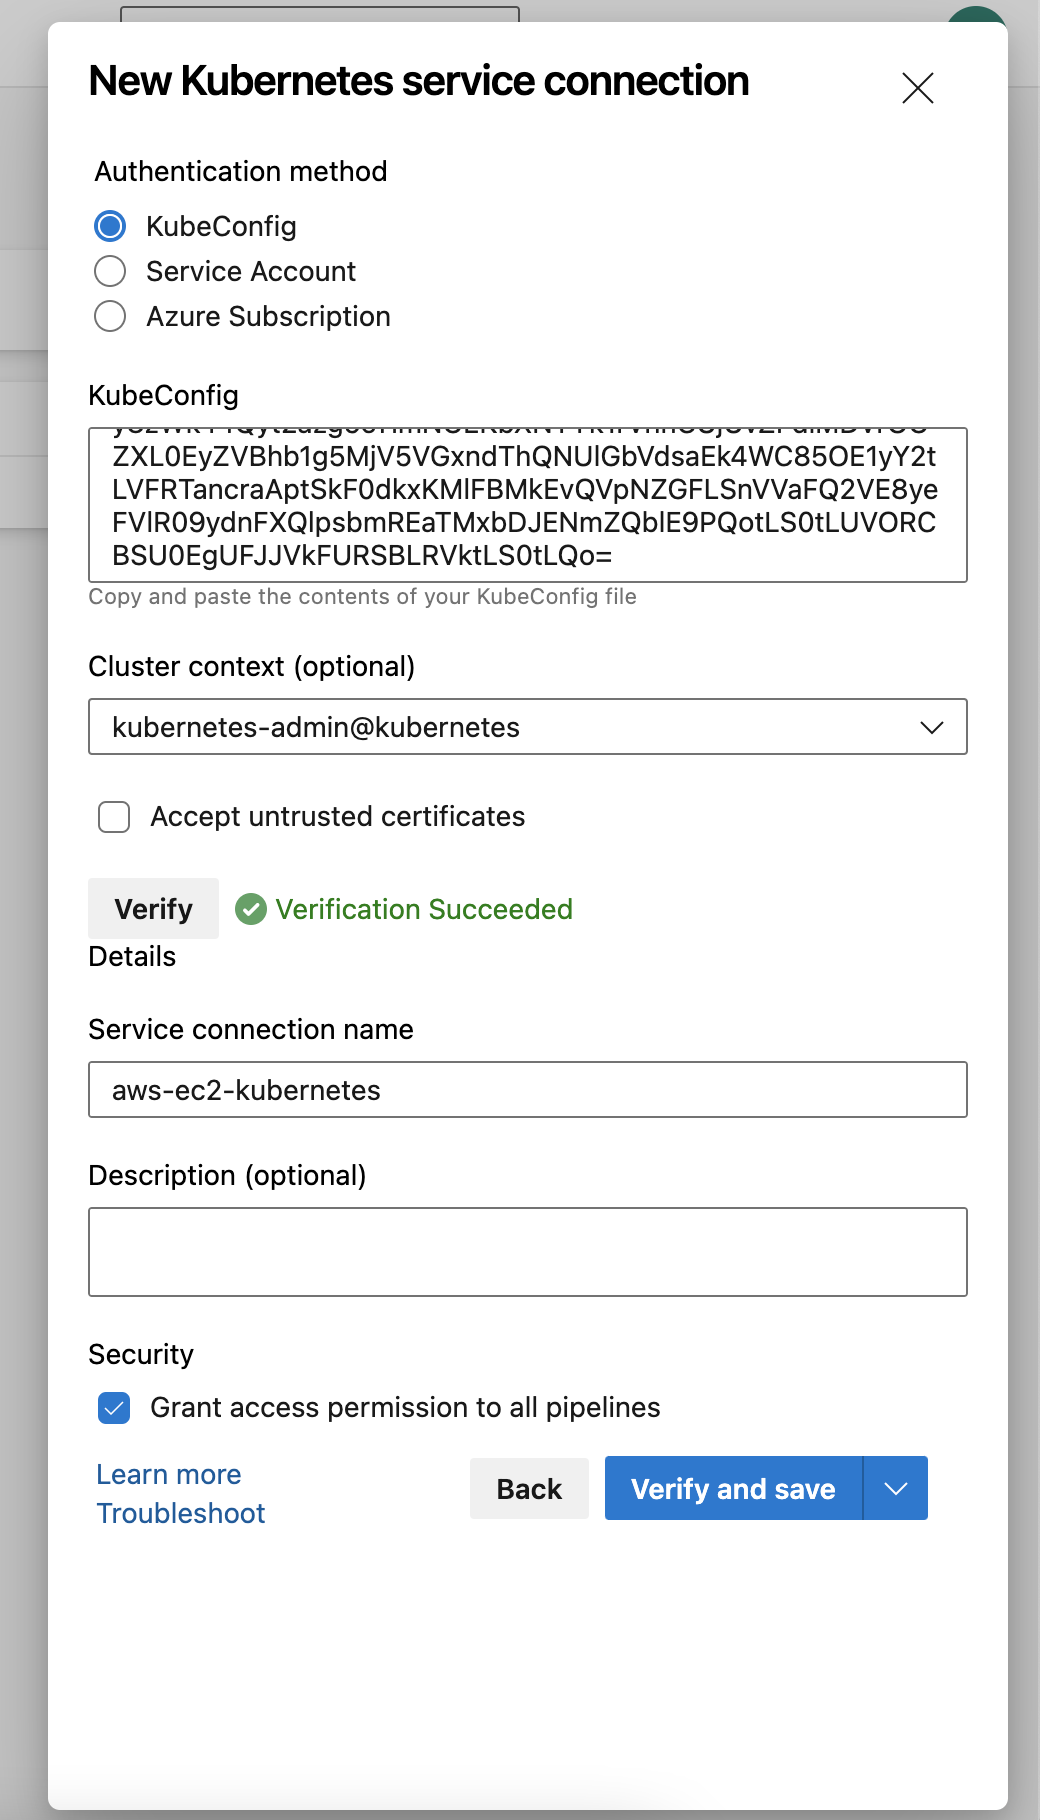 New Kubernetes service connection
Authentication method
KubeConfig
Service Account
Azure Subscription
KubeConfig
ZXL0EyZVBhb1g5MjV5VGxndThQNUlGbVdsaEk4WC85OE1yY2t
LVFRTancraAptSkF0dkxKMlFBMkEvQVpNZGFLSnVVaFQ2VE8ye
FVlR09ydnFXQlpsbmREaTMxbDJENmZQblE9PQotLS0tLUVORC
BSU0EgUFJJVkFURSBLRVktLS0tLQo=
Copy and paste the contents of your KubeConfig file
Cluster context (optional)
kubernetes-admin@kubernetes
Accept untrusted certificates
Verify Verification Succeeded
Details
Service connection name
aws-ec2-kubernetes
Description (optional)
Security
Grant access permission to all pipelines
Learn more
Troubleshoot
Back Verify and save